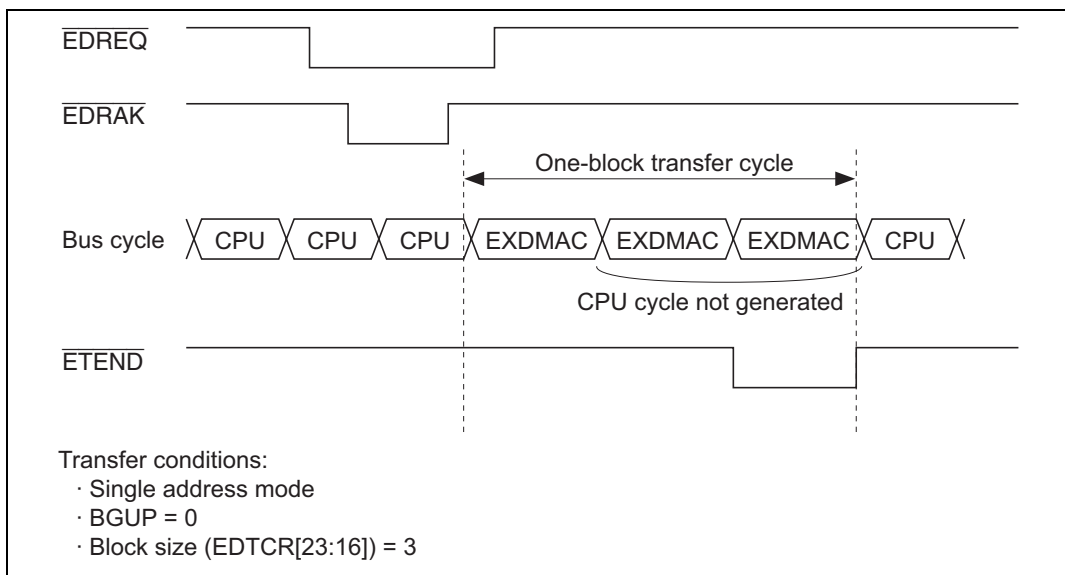 EDREQ
EDRAK
One-block transfer cycle
Bus cycle CPU CPU CPU EXDMAC EXDMAC EXDMAC CPU
CPU cycle not generated
ETEND
Transfer conditions:
· Single address mode
· BGUP = 0
· Block size (EDTCR[23:16]) = 3